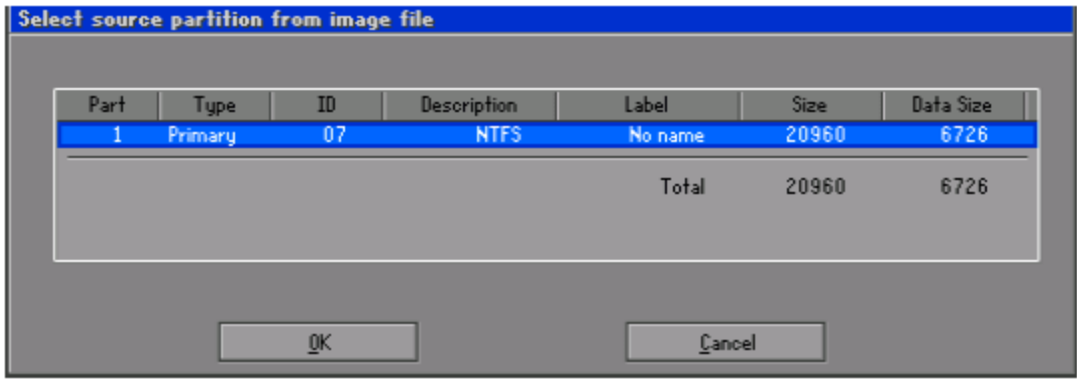 Select source partition from image file
Part Type ID Description Label Size Data Size
1 Primary 07 NTFS No name 20960 6726
Total 20960 6726
OK Cancel